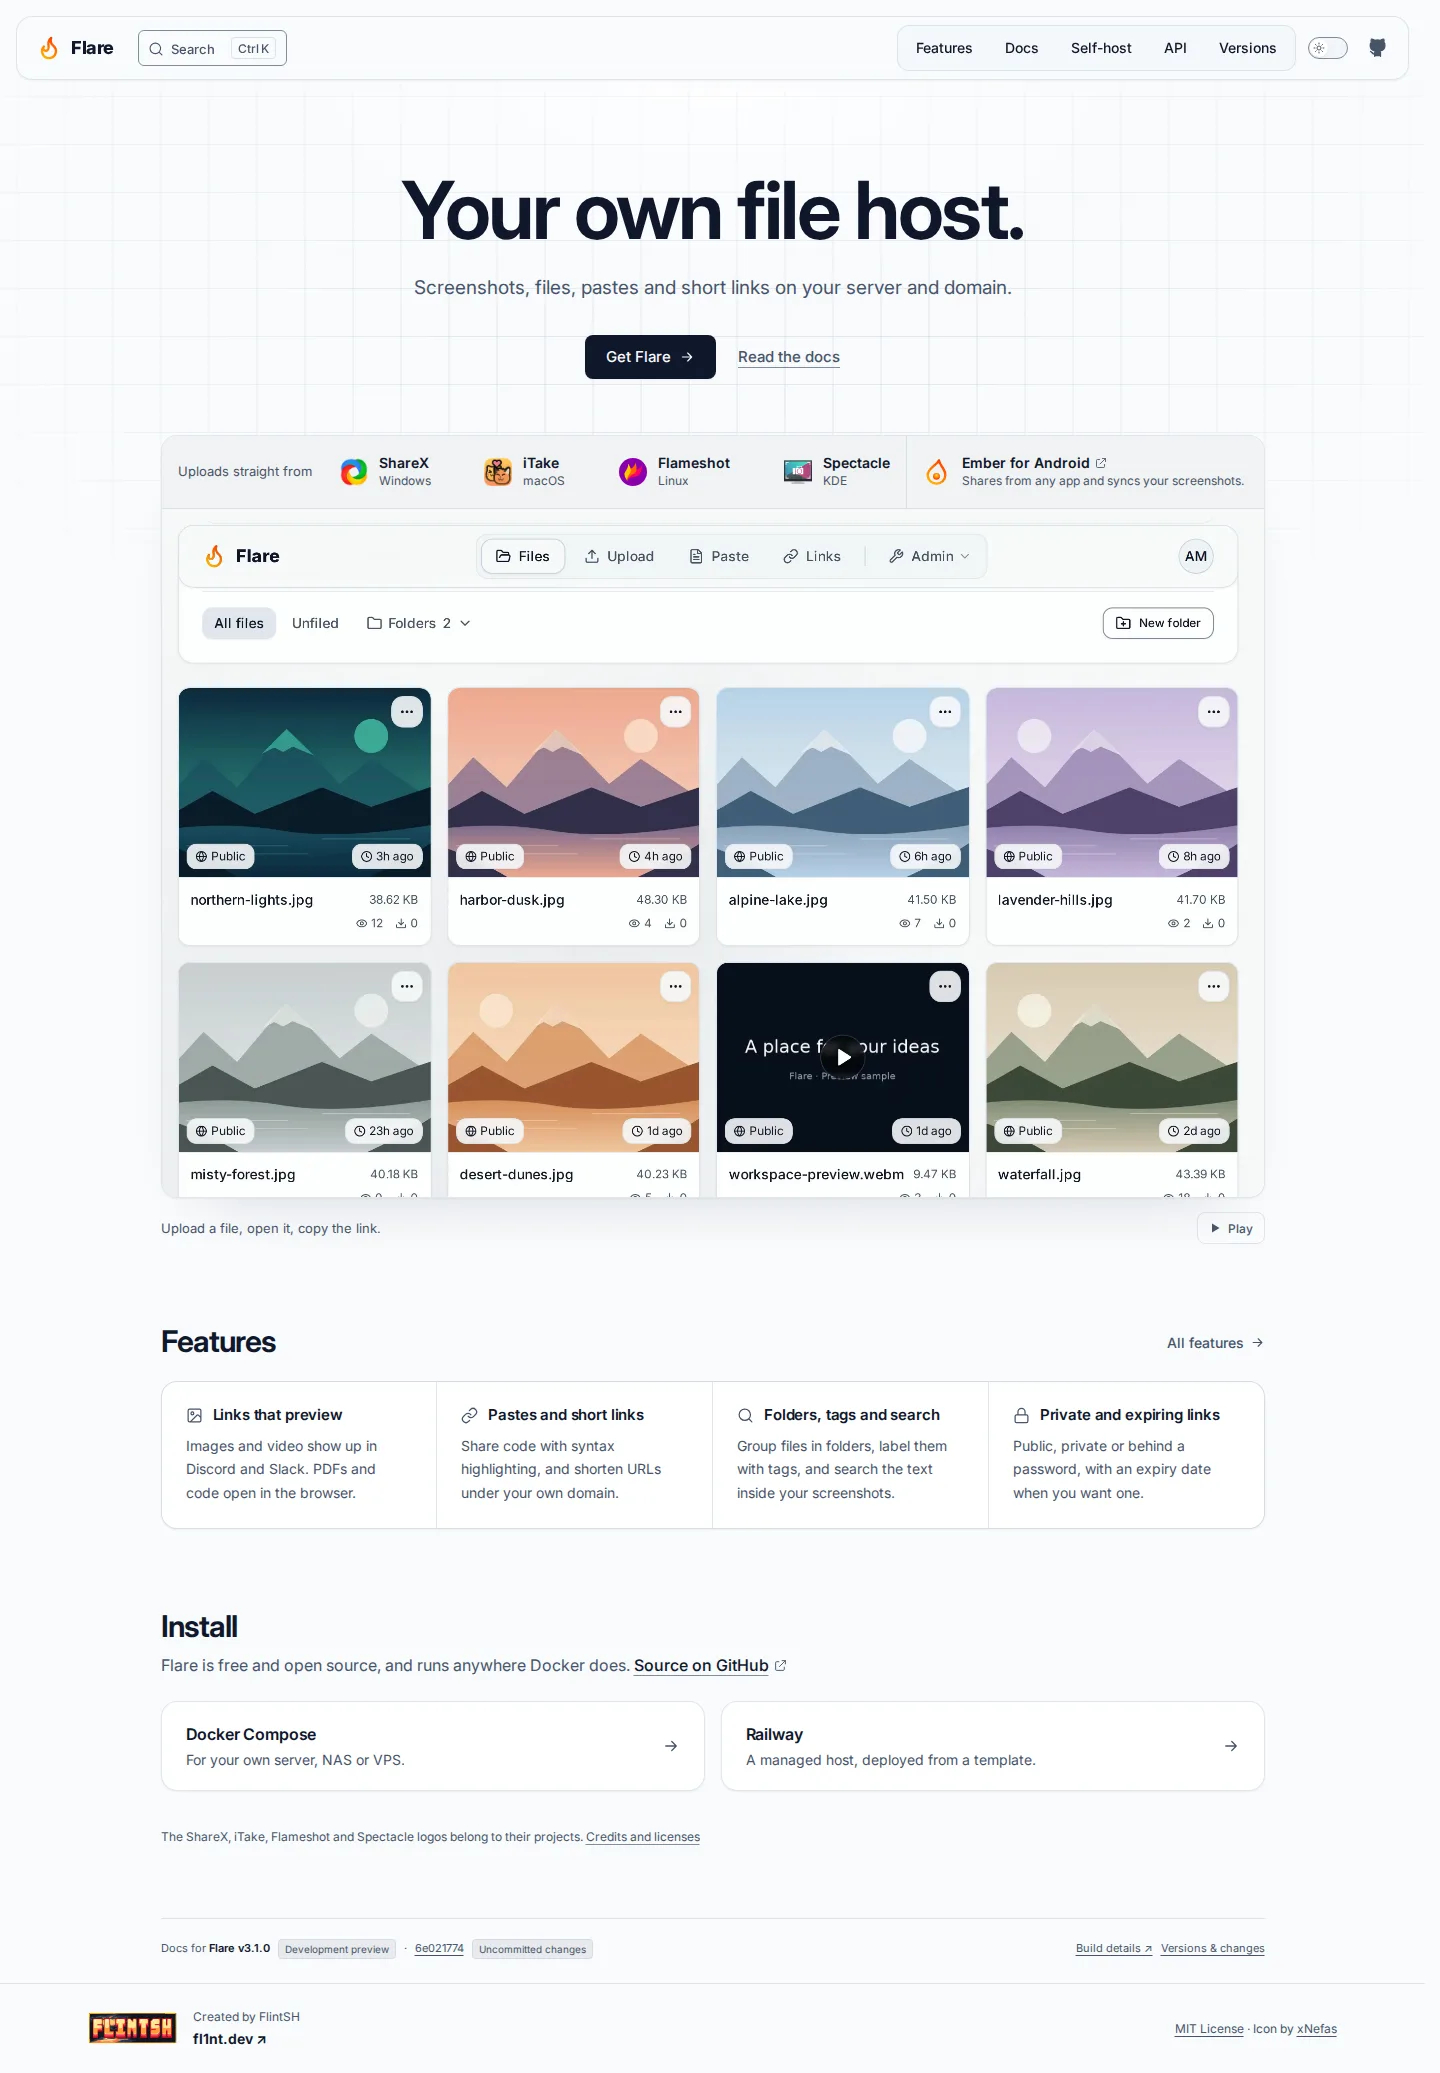 Flare
Search Ctrl K
Features Docs Self-host API Versions
Your own file host.
Screenshots, files, pastes and short links on your server and domain.
Get Flare →
Read the docs
Uploads straight from
ShareX
Windows
iTake
macOS
Flameshot
Linux
Spectacle
KDE
Ember for Android
Shares from any app and syncs your screenshots.
Flare
Files Upload Paste Links Admin
AM
All files Unfiled Folders 2
New folder
Public 3h ago
Public 4h ago
Public 6h ago
Public 8h ago
northern-lights.jpg 38.62 KB
12 0
harbor-dusk.jpg 48.30 KB
4 0
alpine-lake.jpg 41.50 KB
7 0
lavender-hills.jpg 41.70 KB
2 0
A place ur ideas
Flare · sample
Public 23h ago
Public 1d ago
Public 1d ago
Public 2d ago
misty-forest.jpg 40.18 KB
desert-dunes.jpg 40.23 KB
workspace-preview.webm 9.47 KB
waterfall.jpg 43.39 KB
Upload a file, open it, copy the link.
Play
Features
All features →
Links that preview
Images and video show up in
Discord and Slack. PDFs and
code open in the browser.
Pastes and short links
Share code with syntax
highlighting, and shorten URLs
under your own domain.
Folders, tags and search
Group files in folders, label them
with tags, and search the text
inside your screenshots.
Private and expiring links
Public, private or behind a
password, with an expiry date
when you want one.
Install
Flare is free and open source, and runs anywhere Docker does. Source on GitHub
Docker Compose
For your own server, NAS or VPS.
→
Railway
A managed host, deployed from a template.
→
The ShareX, iTake, Flameshot and Spectacle logos belong to their projects. Credits and licenses
Docs for Flare v3.1.0 Development preview · 6e021774 Uncommitted changes
Build details ↗ Versions & changes
FLINTSH
Created by FlintSH
fl1nt.dev ↗
MIT License · Icon by xNefas